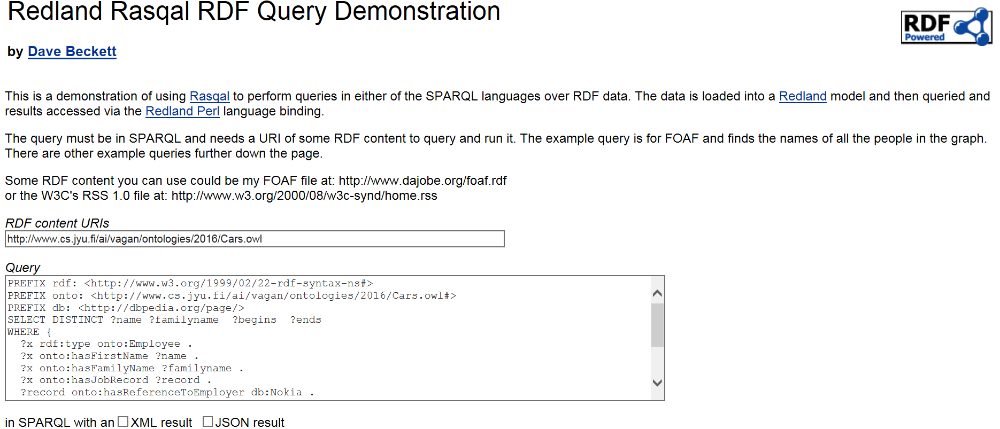 Redland Rasqal RDF Query Demonstration
RDF
Powered
by Dave Beckett
This is a demonstration of using Rasqal to perform queries in either of the SPARQL languages over RDF data. The data is loaded into a Redland model and then queried and
results accessed via the Redland Perl language binding.
The query must be in SPARQL and needs a URI of some RDF content to query and run it. The example query is for FOAF and finds the names of all the people in the graph.
There are other example queries further down the page.
Some RDF content you can use could be my FOAF file at: http://www.dajobe.org/foaf.rdf
or the W3C's RSS 1.0 file at: http://www.w3.org/2000/08/w3c-synd/home.rss
RDF content URIs
http://www.cs.jyu.fi/ai/vagan/ontologies/2016/Cars.owl
Query
PREFIX rdf: <http://www.w3.org/1999/02/22-rdf-syntax-ns#>
PREFIX onto: <http://www.cs.jyu.fi/ai/vagan/ontologies/2016/Cars.owl#>
PREFIX db: <http://dbpedia.org/page/>
SELECT DISTINCT ?name ?familyname  ?begins  ?ends
WHERE {
  ?x rdf:type onto:Employee .
  ?x onto:hasFirstName ?name .
  ?x onto:hasFamilyName ?familyname .
  ?x onto:hasJobRecord ?record .
  ?record onto:hasReferenceToEmployer db:Nokia .
in SPARQL with an XML result JSON result